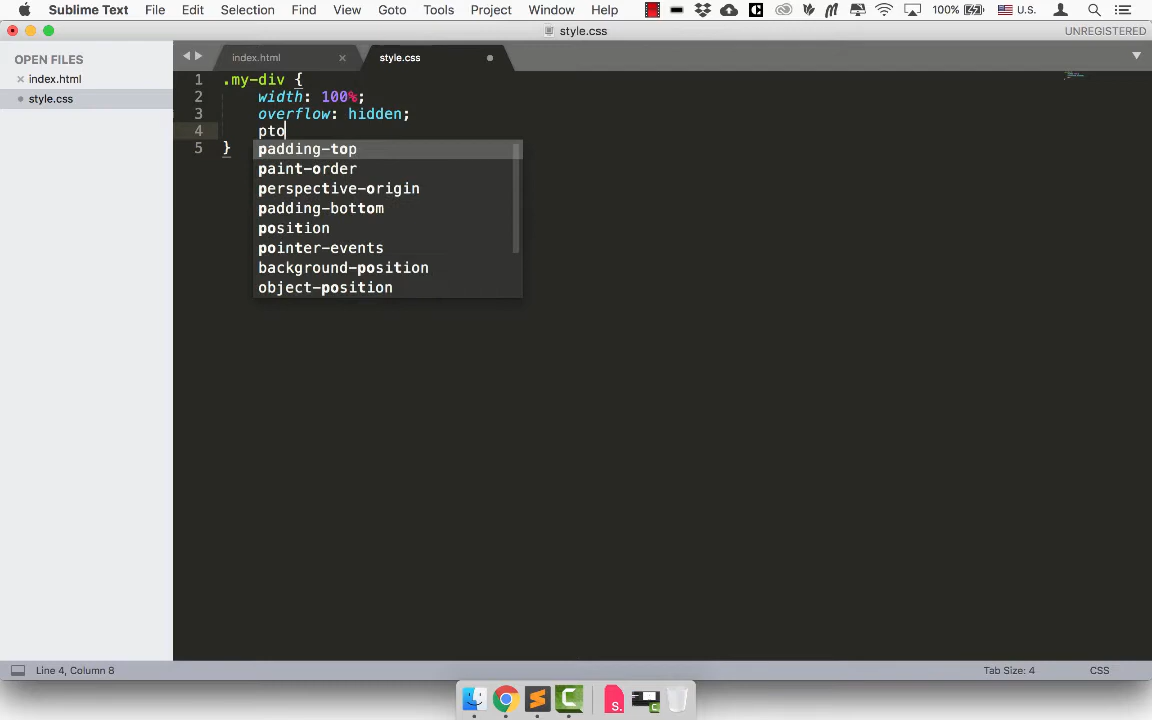 Sublime Text File Edit Selection Find View Goto Tools Project Window Help 100% U.S.
style.css UNREGISTERED
OPEN FILES
index.html
style.css
index.html style.css
1 .my-div {
2 width: 100%;
3 overflow: hidden;
4 pto
5 }
padding-top
paint-order
perspective-origin
padding-bottom
position
pointer-events
background-position
object-position
Line 4, Column 8 Tab Size: 4 CSS
S.